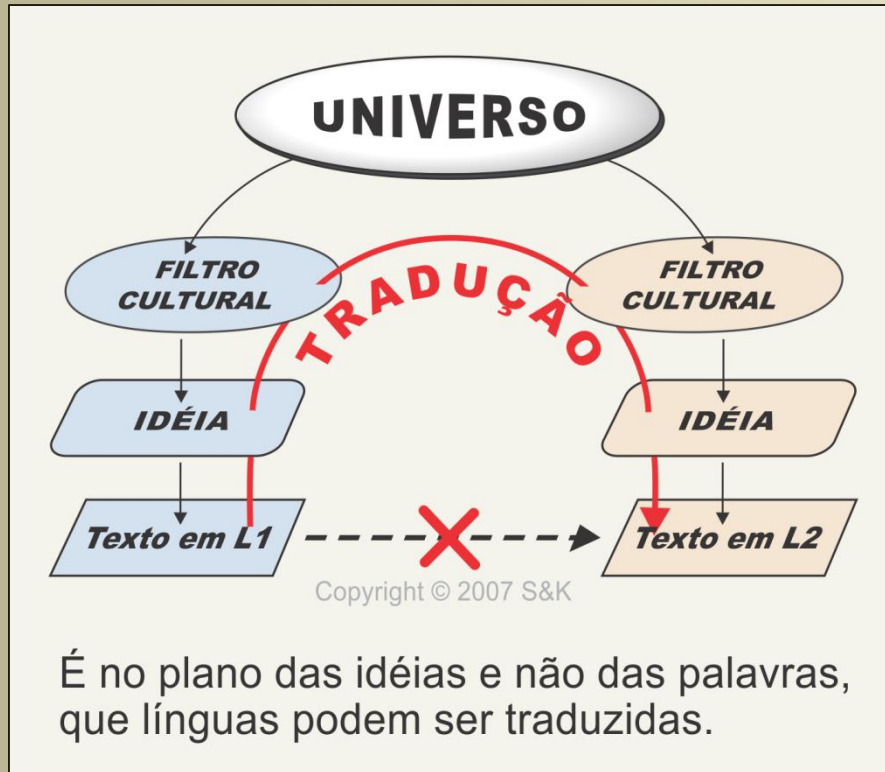 UNIVERSO
FILTRO
CULTURAL
FILTRO
CULTURAL
TRADUÇÃO
IDÉIA
IDÉIA
Texto em L1
Texto em L2
Copyright © 2007 S&K
É no plano das idéias e não das palavras,
que línguas podem ser traduzidas.